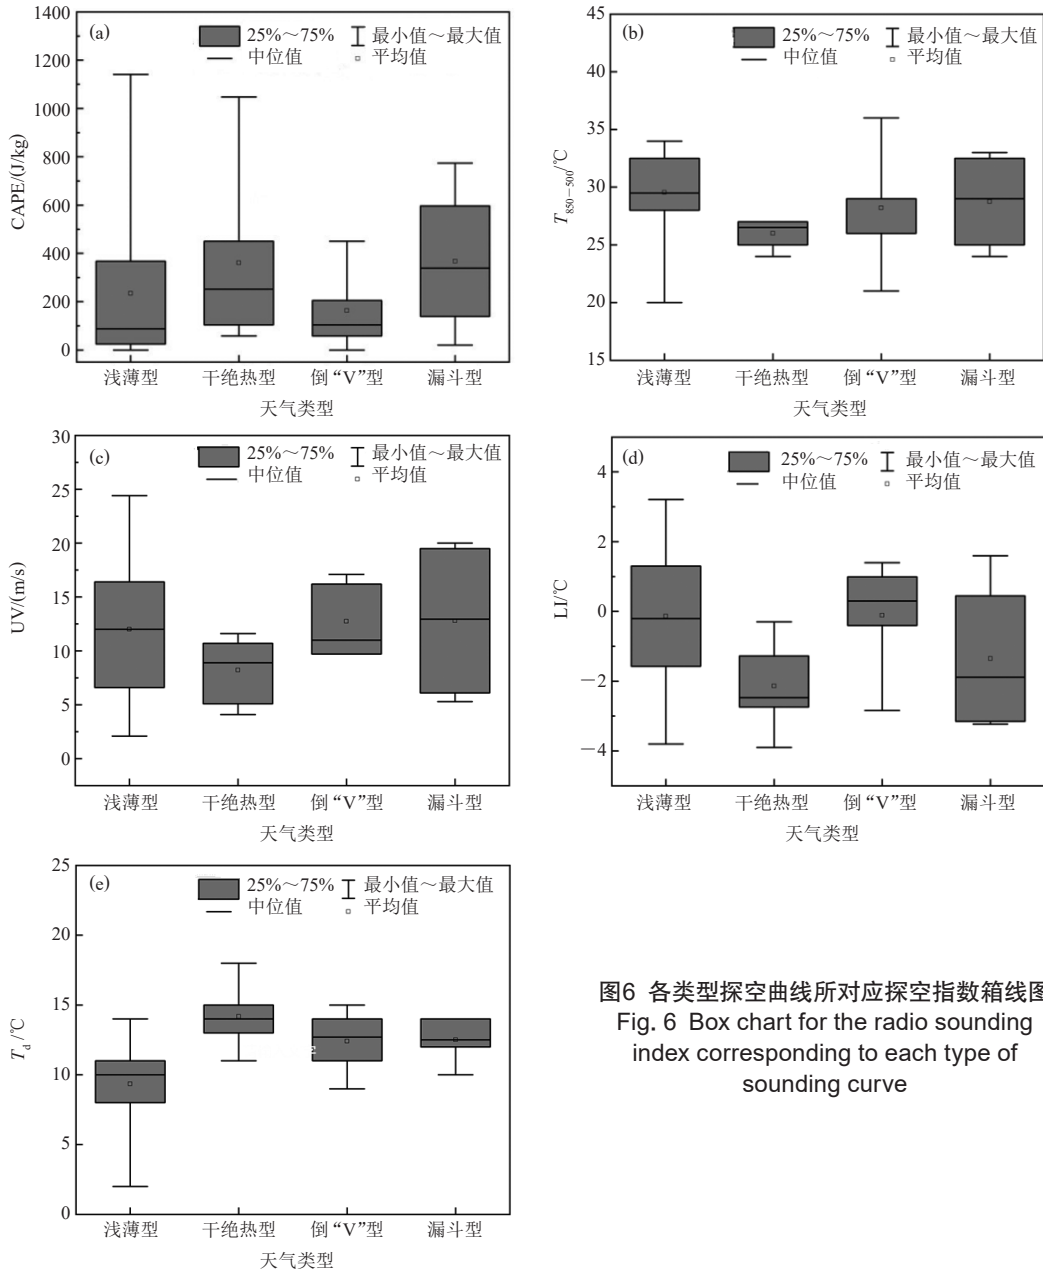 (a)
25%～75%
最小值～最大值
中位值
平均值
1400
1200
1000
800
600
400
200
0
CAPE/(J/kg)
浅薄型
干绝热型
倒“V”型
漏斗型
天气类型
(b)
25%～75%
最小值～最大值
中位值
平均值
45
40
35
30
25
20
15
T850－500/℃
浅薄型
干绝热型
倒“V”型
漏斗型
天气类型
(c)
25%～75%
最小值～最大值
中位值
平均值
30
25
20
15
10
5
0
UV/(m/s)
浅薄型
干绝热型
倒“V”型
漏斗型
天气类型
(d)
25%～75%
最小值～最大值
中位值
平均值
4
2
0
－2
－4
LI/℃
浅薄型
干绝热型
倒“V”型
漏斗型
天气类型
(e)
25%～75%
最小值～最大值
中位值
平均值
25
20
15
10
5
0
Td /℃
浅薄型
干绝热型
倒“V”型
漏斗型
天气类型
图6 各类型探空曲线所对应探空指数箱线图
Fig. 6 Box chart for the radio sounding
index corresponding to each type of
sounding curve